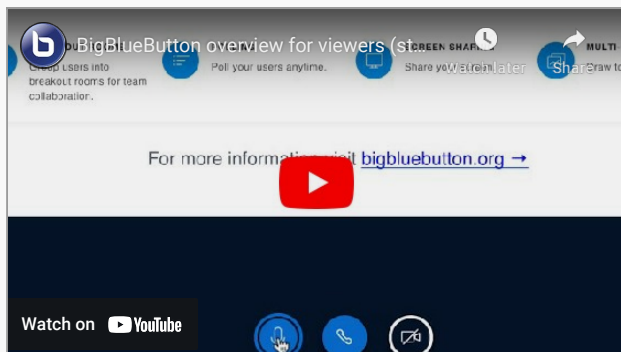 BigBlueButton overview for viewers (st...
Watch later
Share
users into
breakout rooms for team
collaboration.
Poll your users anytime.
SCREEN SHARING
Share your screen.
MULTI-
Draw to
For more information visit bigbluebutton.org →
Watch on YouTube